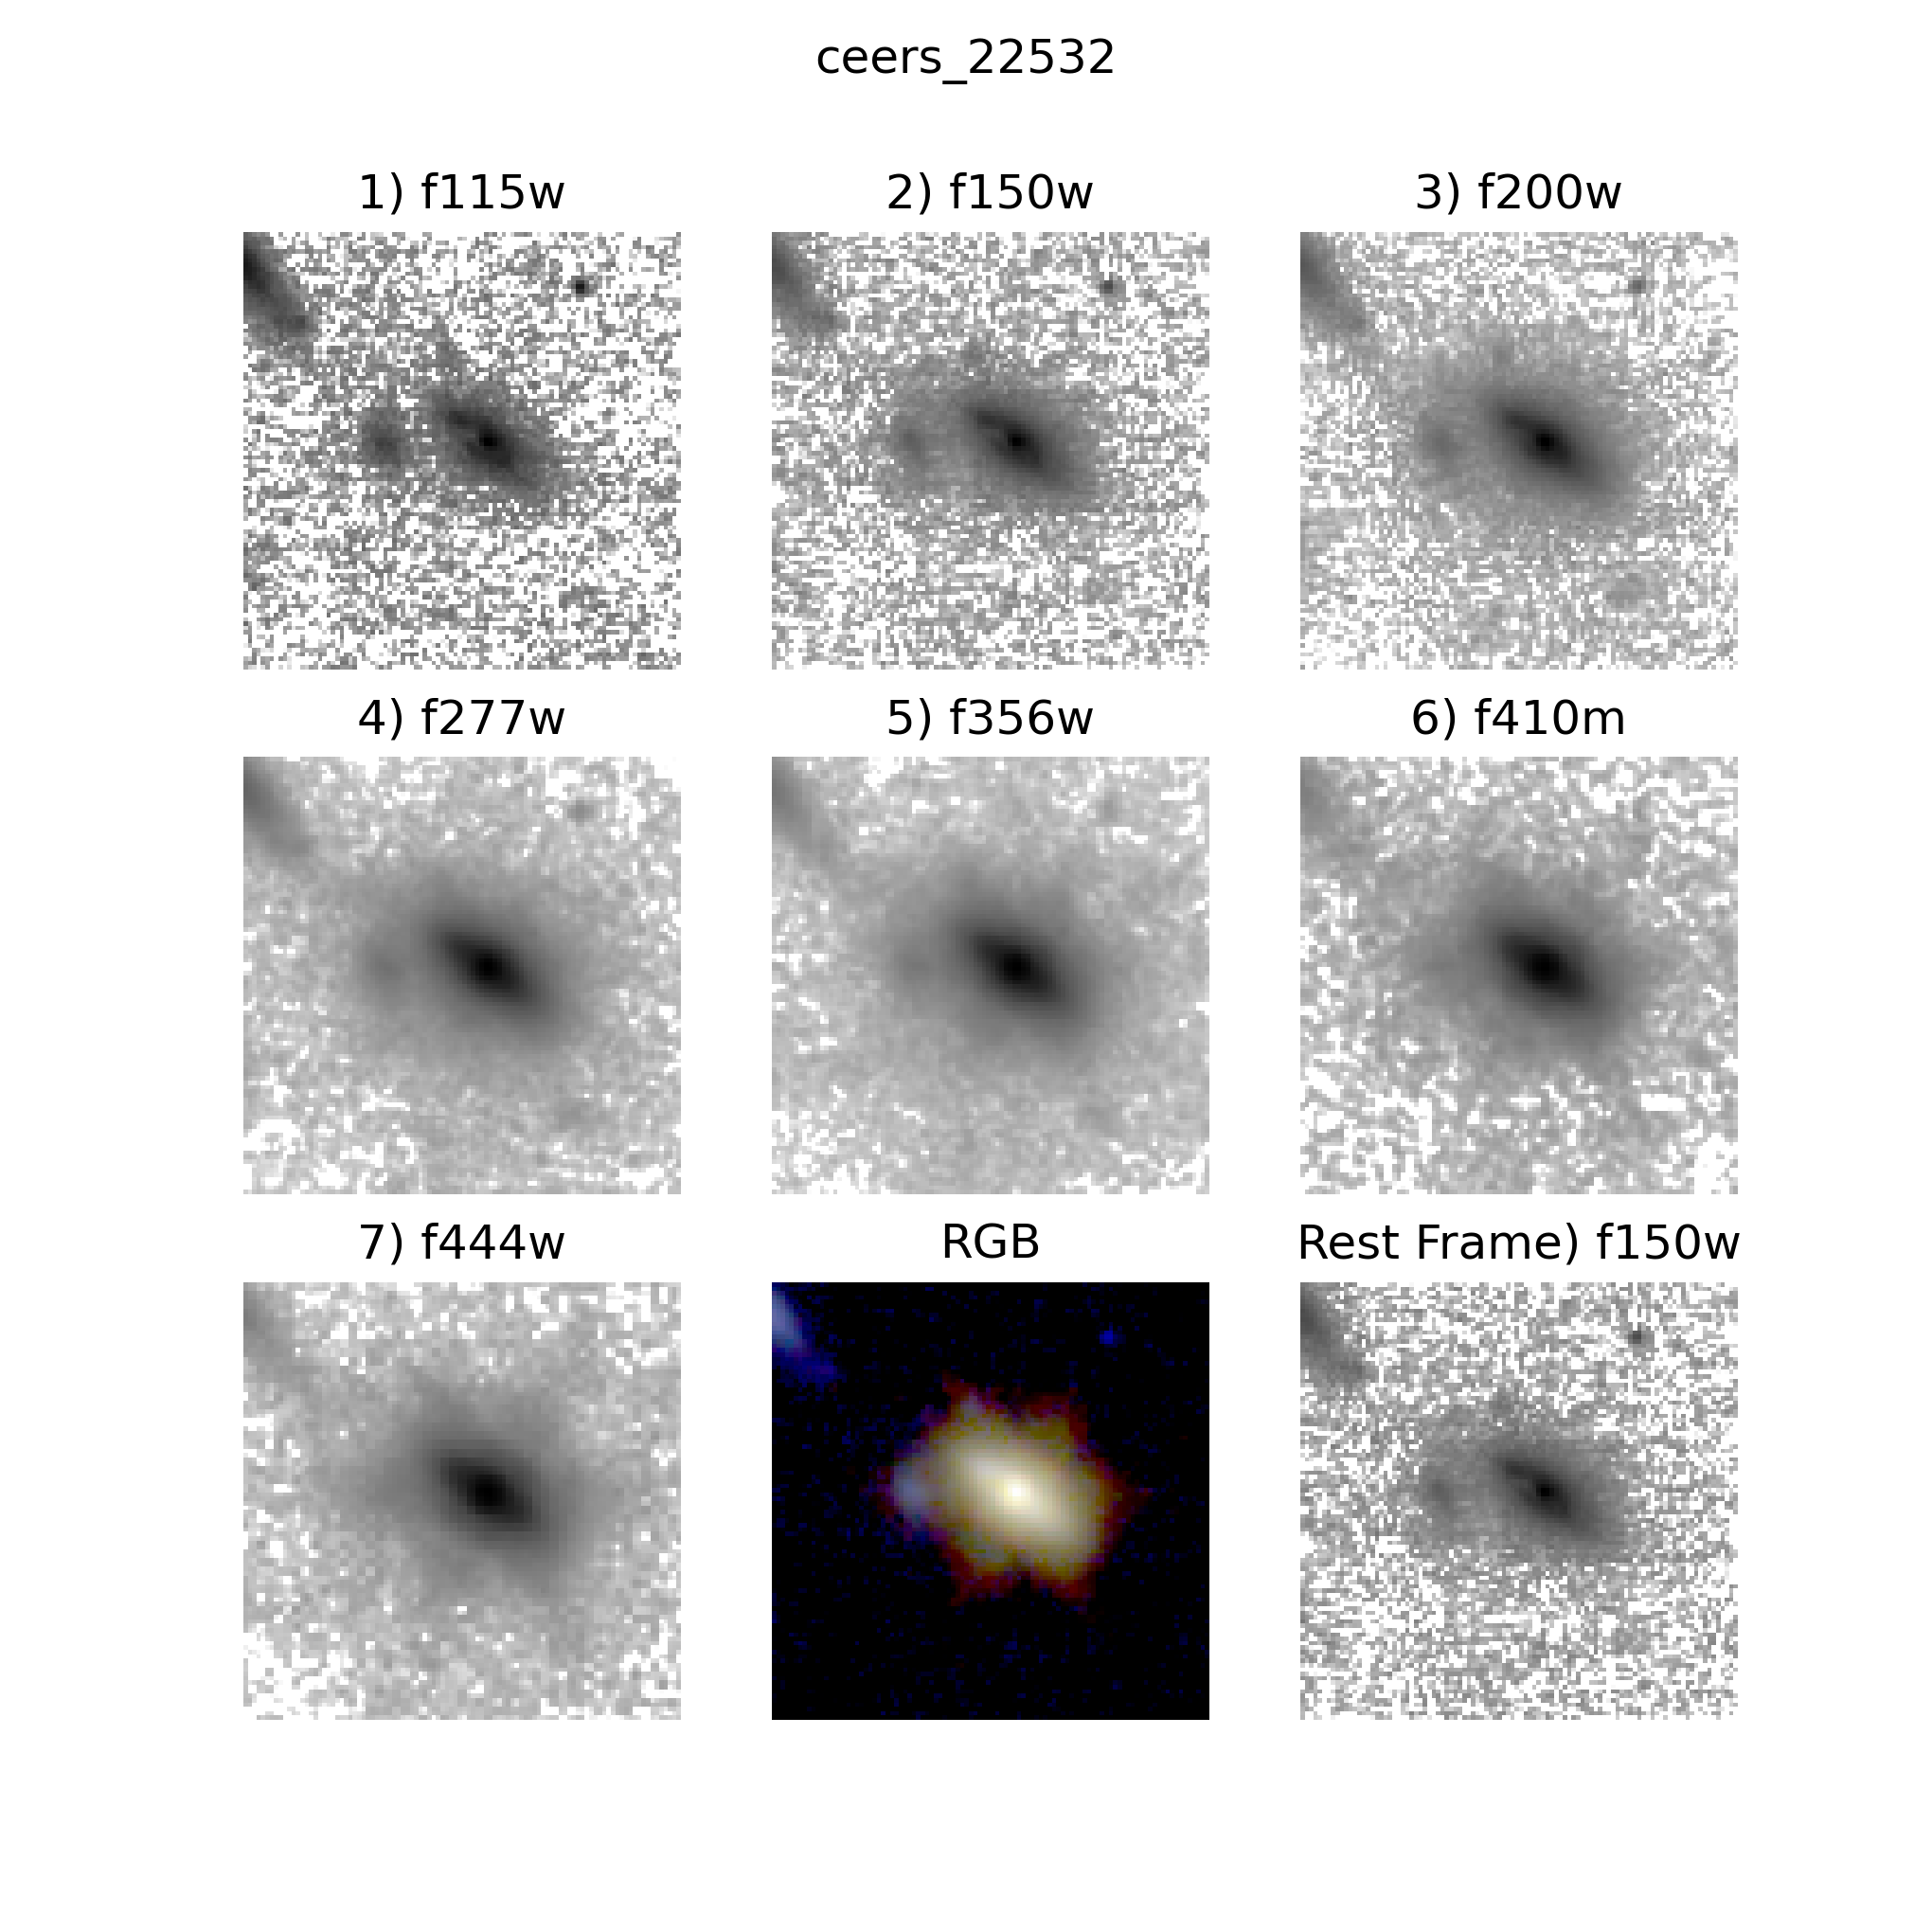 ceers_22532
1) f115w
2) f150w
3) f200w
4) f277w
5) f356w
6) f410m
7) f444w
RGB
Rest Frame) f150w